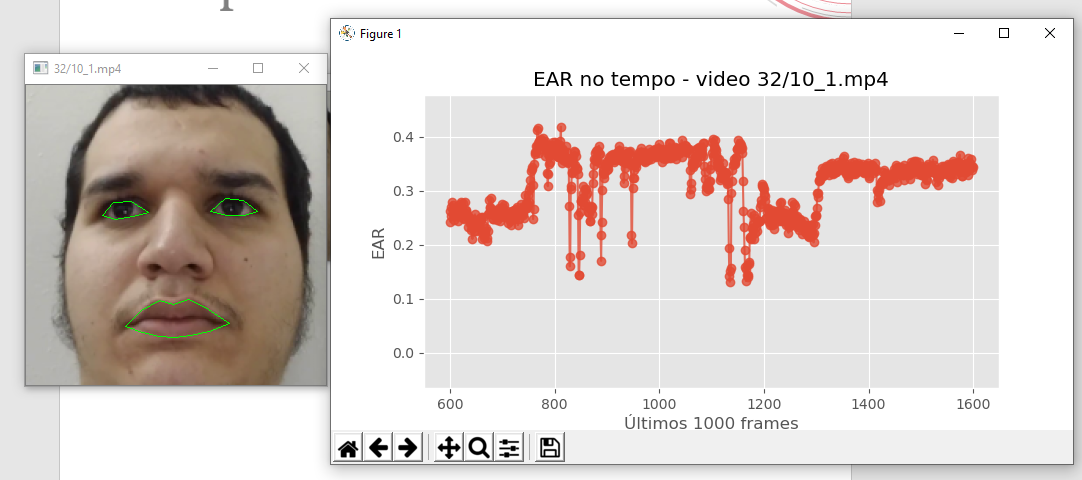 32/10_1.mp4
Figure 1
EAR no tempo - video 32/10_1.mp4
EAR
0.4
0.3
0.2
0.1
0.0
600 800 1000 1200 1400 1600
Últimos 1000 frames